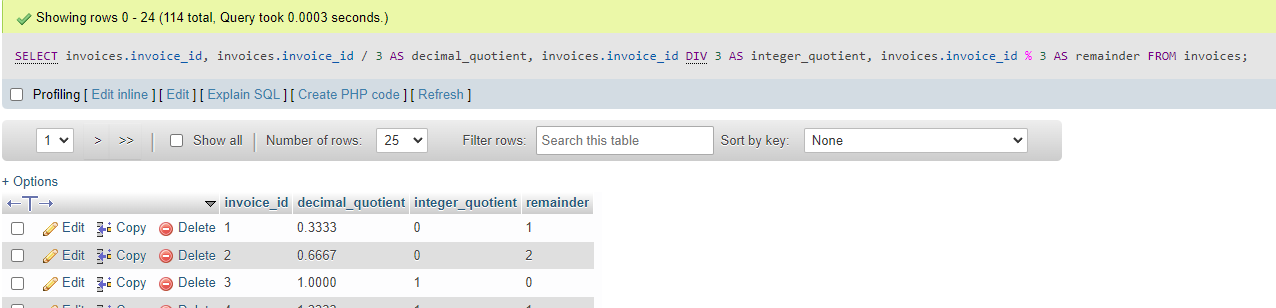 Showing rows 0 - 24 (114 total, Query took 0.0003 seconds.)
SELECT invoices.invoice_id, invoices.invoice_id / 3 AS decimal_quotient, invoices.invoice_id DIV 3 AS integer_quotient, invoices.invoice_id % 3 AS remainder FROM invoices;
Profiling [ Edit inline ] [ Edit ] [ Explain SQL ] [ Create PHP code ] [ Refresh ]
1 > >> Show all Number of rows: 25 Filter rows: Search this table Sort by key: None
+ Options
←T→ invoice_id decimal_quotient integer_quotient remainder
Edit Copy Delete 1 0.3333 0 1
Edit Copy Delete 2 0.6667 0 2
Edit Copy Delete 3 1.0000 1 0